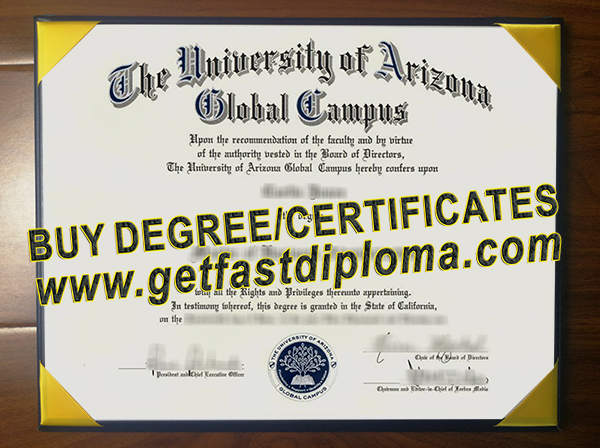 The University of Arizona
Global Campus
Upon the recommendation of the faculty and by virtue
of the authority vested in the Board of Directors,
The University of Arizona Global Campus hereby confers upon
BUY DEGREE/CERTIFICATES
www.getfastdiploma.com
with all the Rights and Privileges thereunto appertaining.
In testimony whereof, this degree is granted in the State of California,
on the
Chair of the Board of Directors
President and Chief Executive Officer
THE UNIVERSITY OF ARIZONA
GLOBAL CAMPUS
Chairman and Editor-in-Chief of Forbes Media